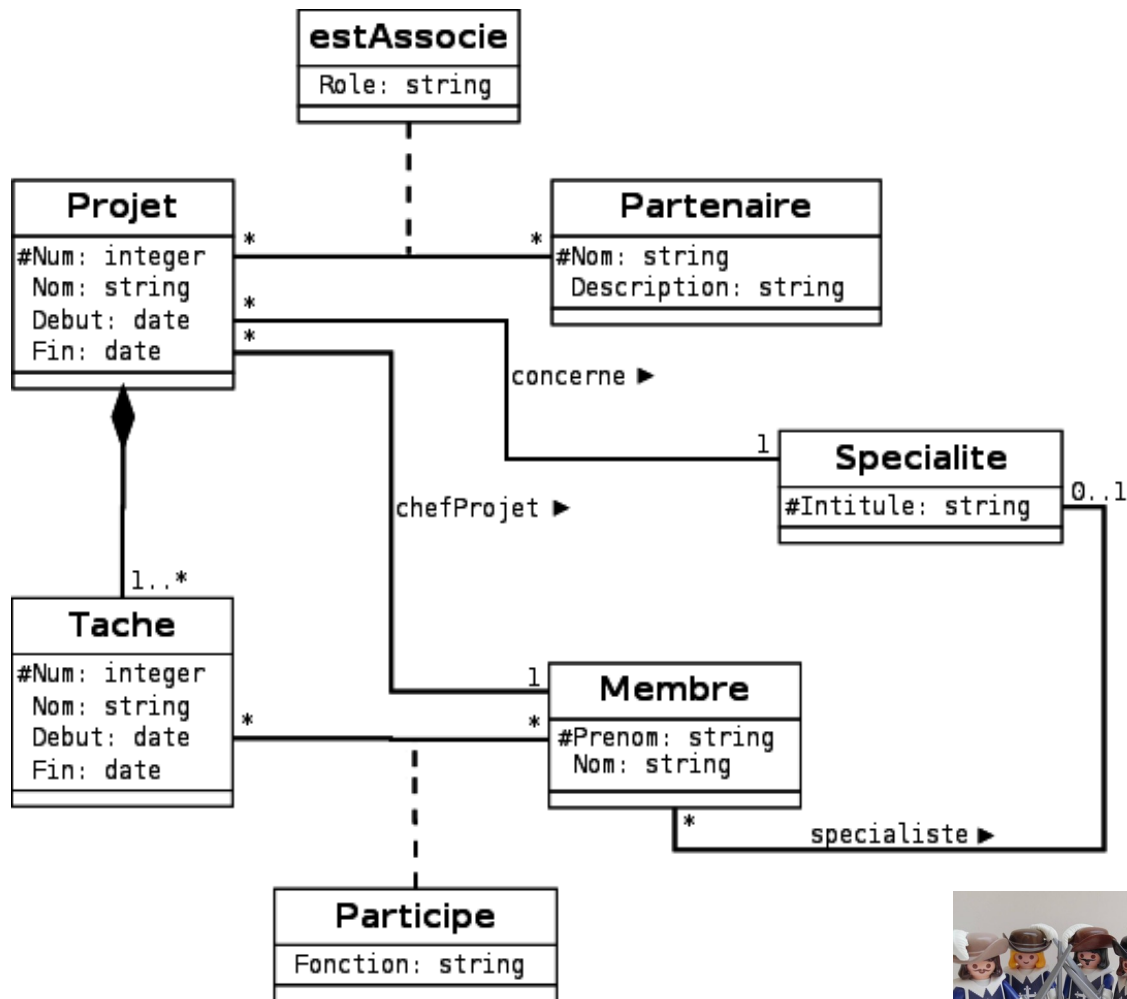 estAssocie
Role: string
Projet
#Num: integer
Nom: string
Debut: date
Fin: date
*
*
*
*
Partenaire
#Nom: string
Description: string
concerne ►
1
Specialite
#Intitule: string
0..1
chefProjet ►
1..*
Tache
#Num: integer
Nom: string
Debut: date
Fin: date
*
1
*
Membre
#Prenom: string
Nom: string
*
specialiste ►
Participe
Fonction: string